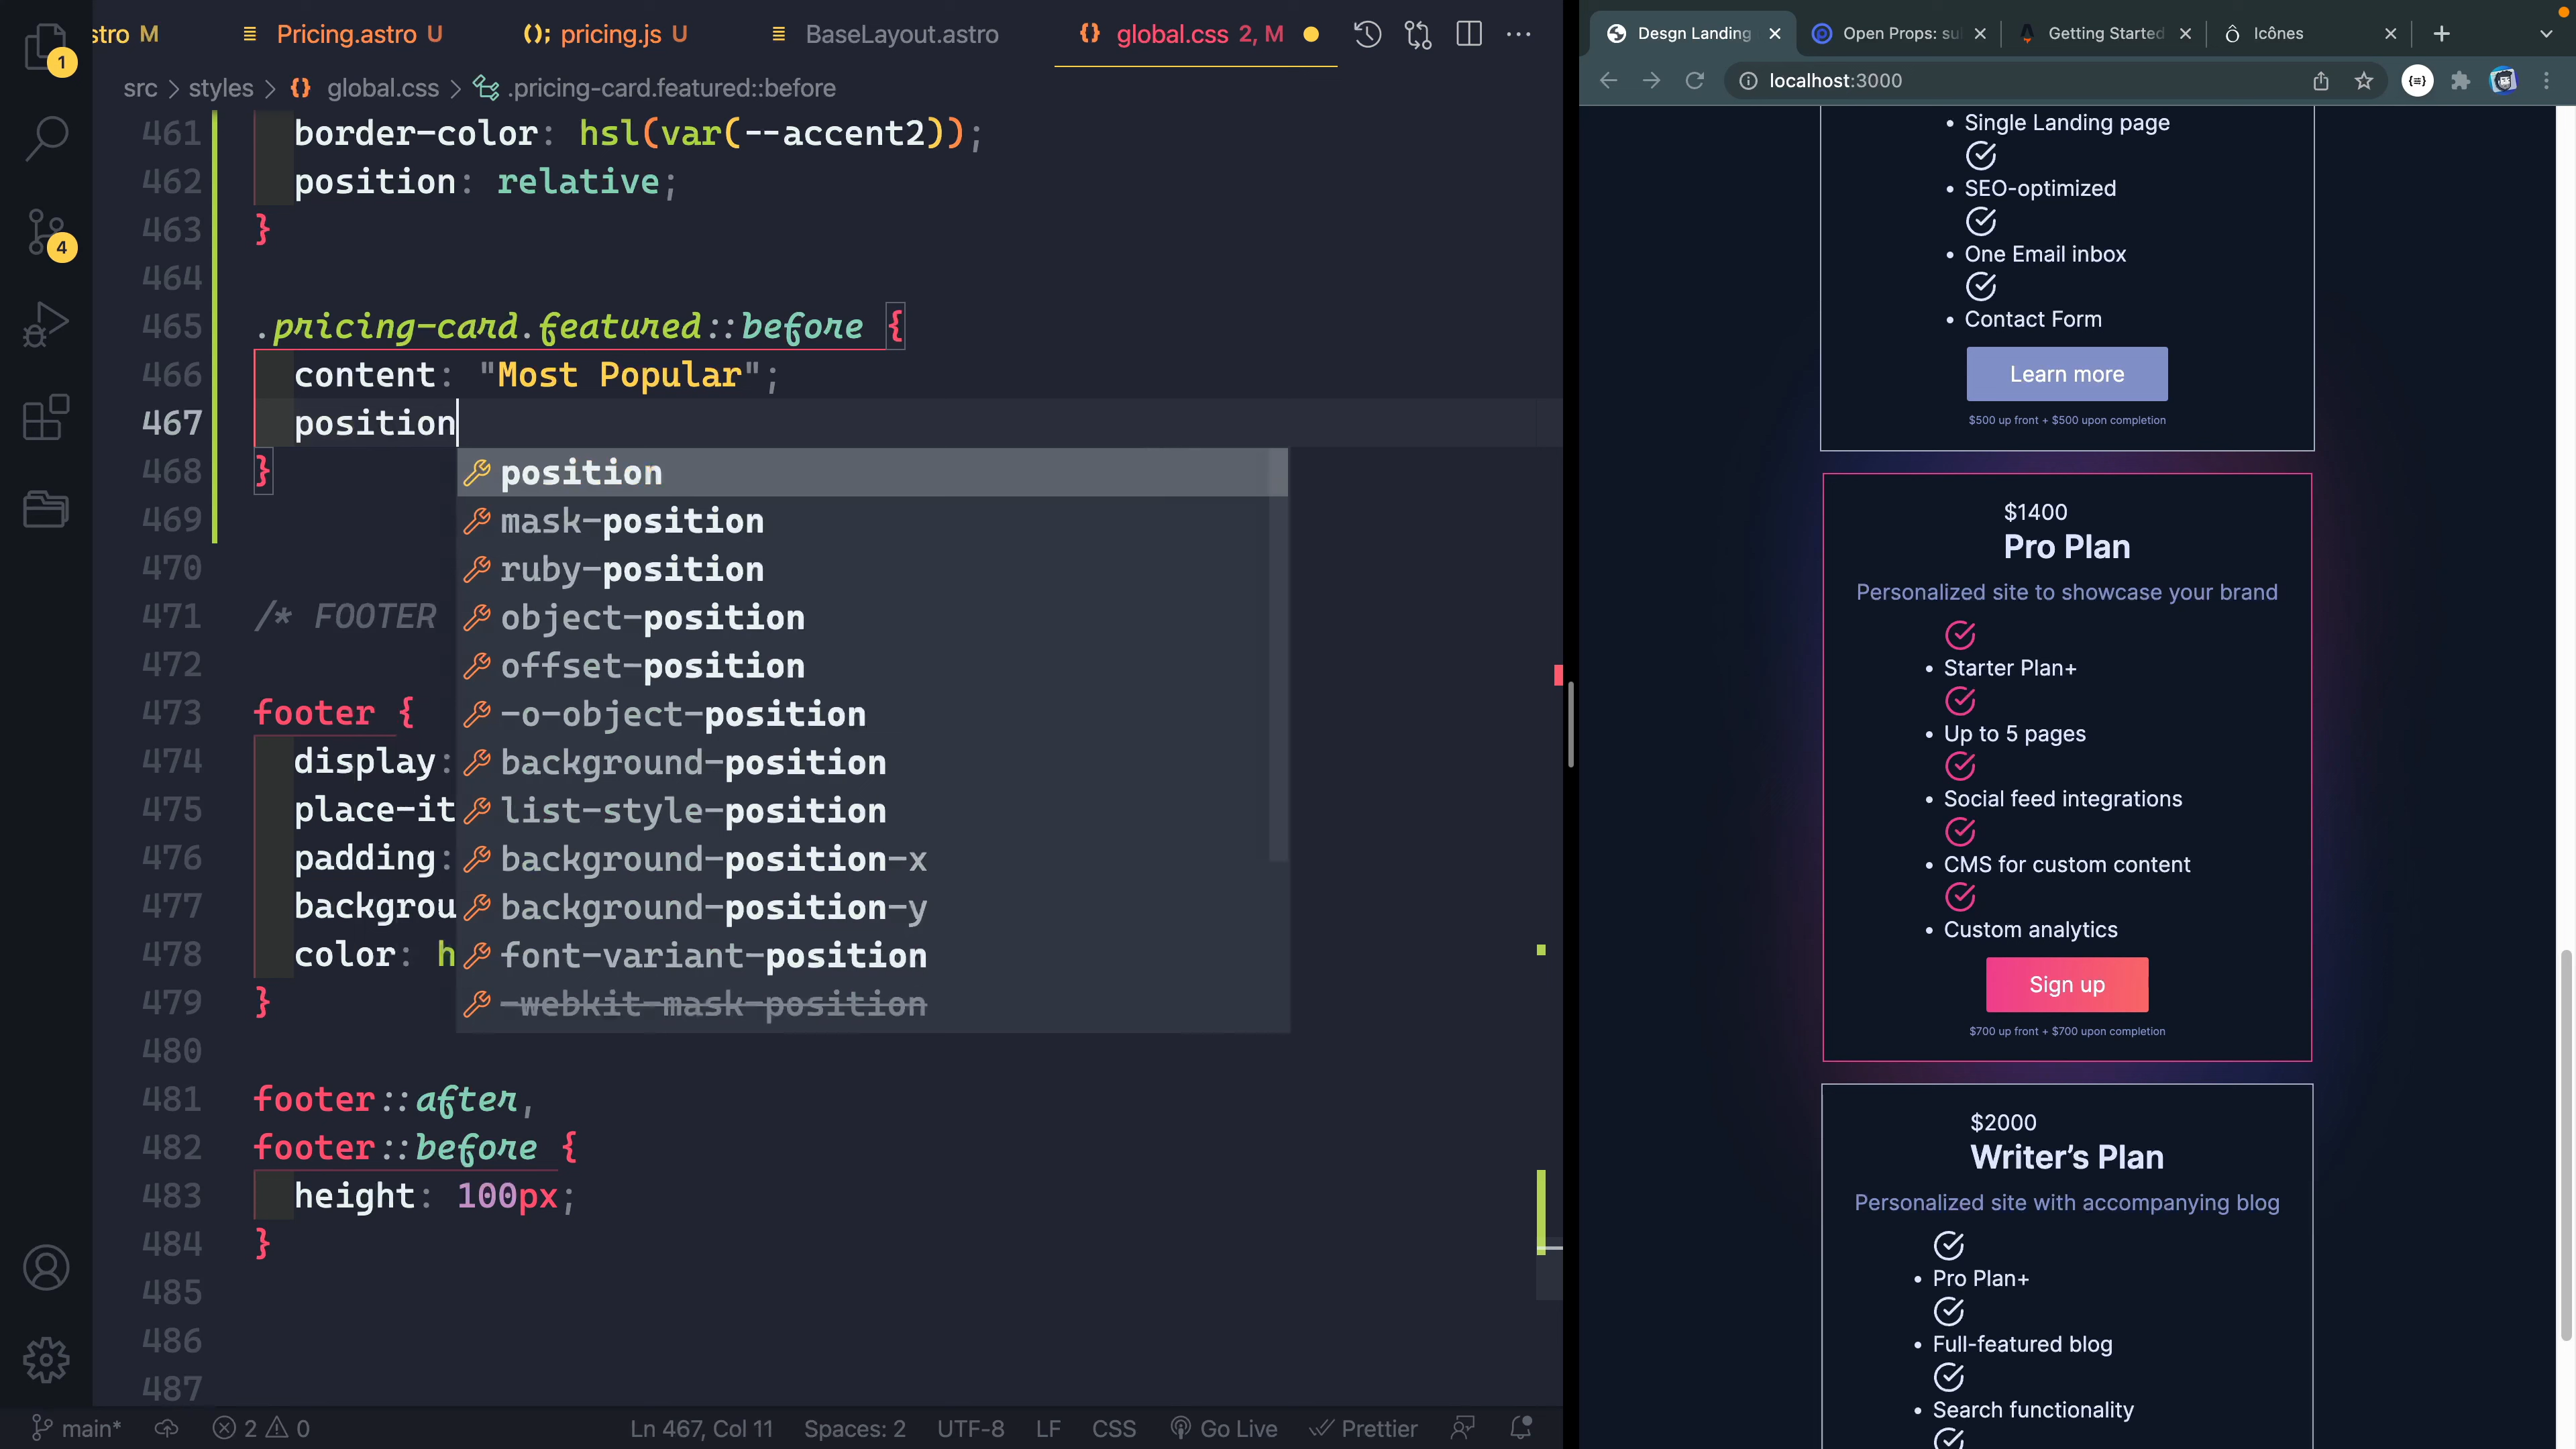 stro M
Pricing.astro U
pricing.js U
BaseLayout.astro
global.css 2, M
src > styles > global.css > .pricing-card.featured::before
461 border-color: hsl(var(--accent2));
462 position: relative;
463 }
464
465 .pricing-card.featured::before {
466 content: "Most Popular";
467 position
468 }
469
470
471 /* FOOTER
472
473 footer {
474 display:
475 place-it
476 padding:
477 backgrou
478 color: h
479 }
480
481 footer::after,
482 footer::before {
483 height: 100px;
484 }
485
486
487
position
mask-position
ruby-position
object-position
offset-position
-o-object-position
background-position
list-style-position
background-position-x
background-position-y
font-variant-position
-webkit-mask-position
1
4
main*
2
0
Ln 467, Col 11
Spaces: 2
UTF-8
LF
CSS
Go Live
Prettier
Desgn Landing
Open Props: su
Getting Started
Icônes
localhost:3000
• Single Landing page
• SEO-optimized
• One Email inbox
• Contact Form
Learn more
$500 up front + $500 upon completion
$1400
Pro Plan
Personalized site to showcase your brand
• Starter Plan+
• Up to 5 pages
• Social feed integrations
• CMS for custom content
• Custom analytics
Sign up
$700 up front + $700 upon completion
$2000
Writer’s Plan
Personalized site with accompanying blog
• Pro Plan+
• Full-featured blog
• Search functionality